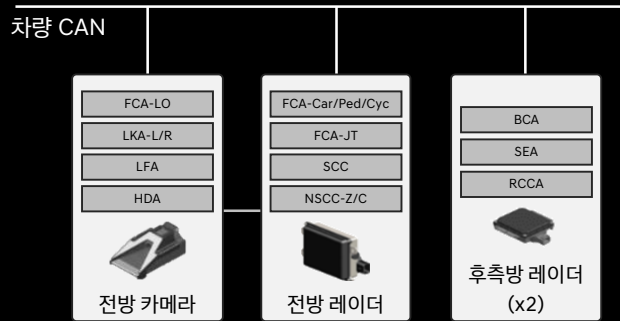 차량 CAN
FCA-LO
LKA-L/R
LFA
HDA
전방 카메라
FCA-Car/Ped/Cyc
FCA-JT
SCC
NSCC-Z/C
전방 레이더
BCA
SEA
RCCA
후측방 레이더
(x2)